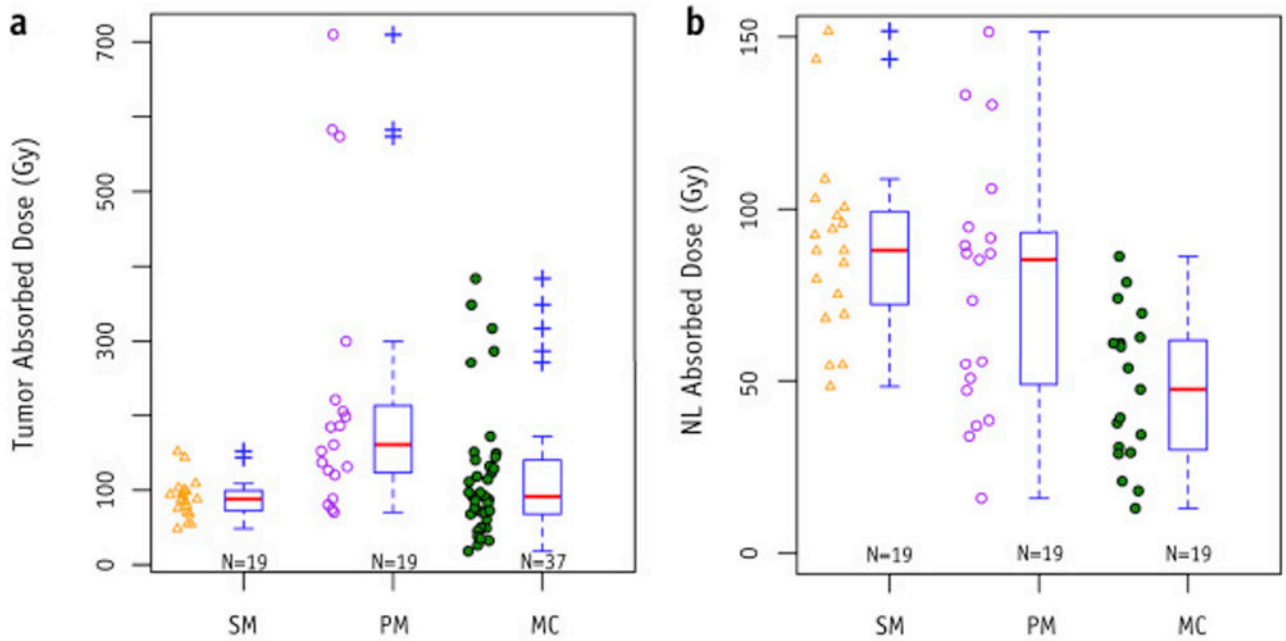 a
Tumor Absorbed Dose (Gy)
700
500
300
100
0
N=19
N=19
N=37
SM
PM
MC
b
NL Absorbed Dose (Gy)
150
100
50
0
N=19
N=19
N=19
SM
PM
MC